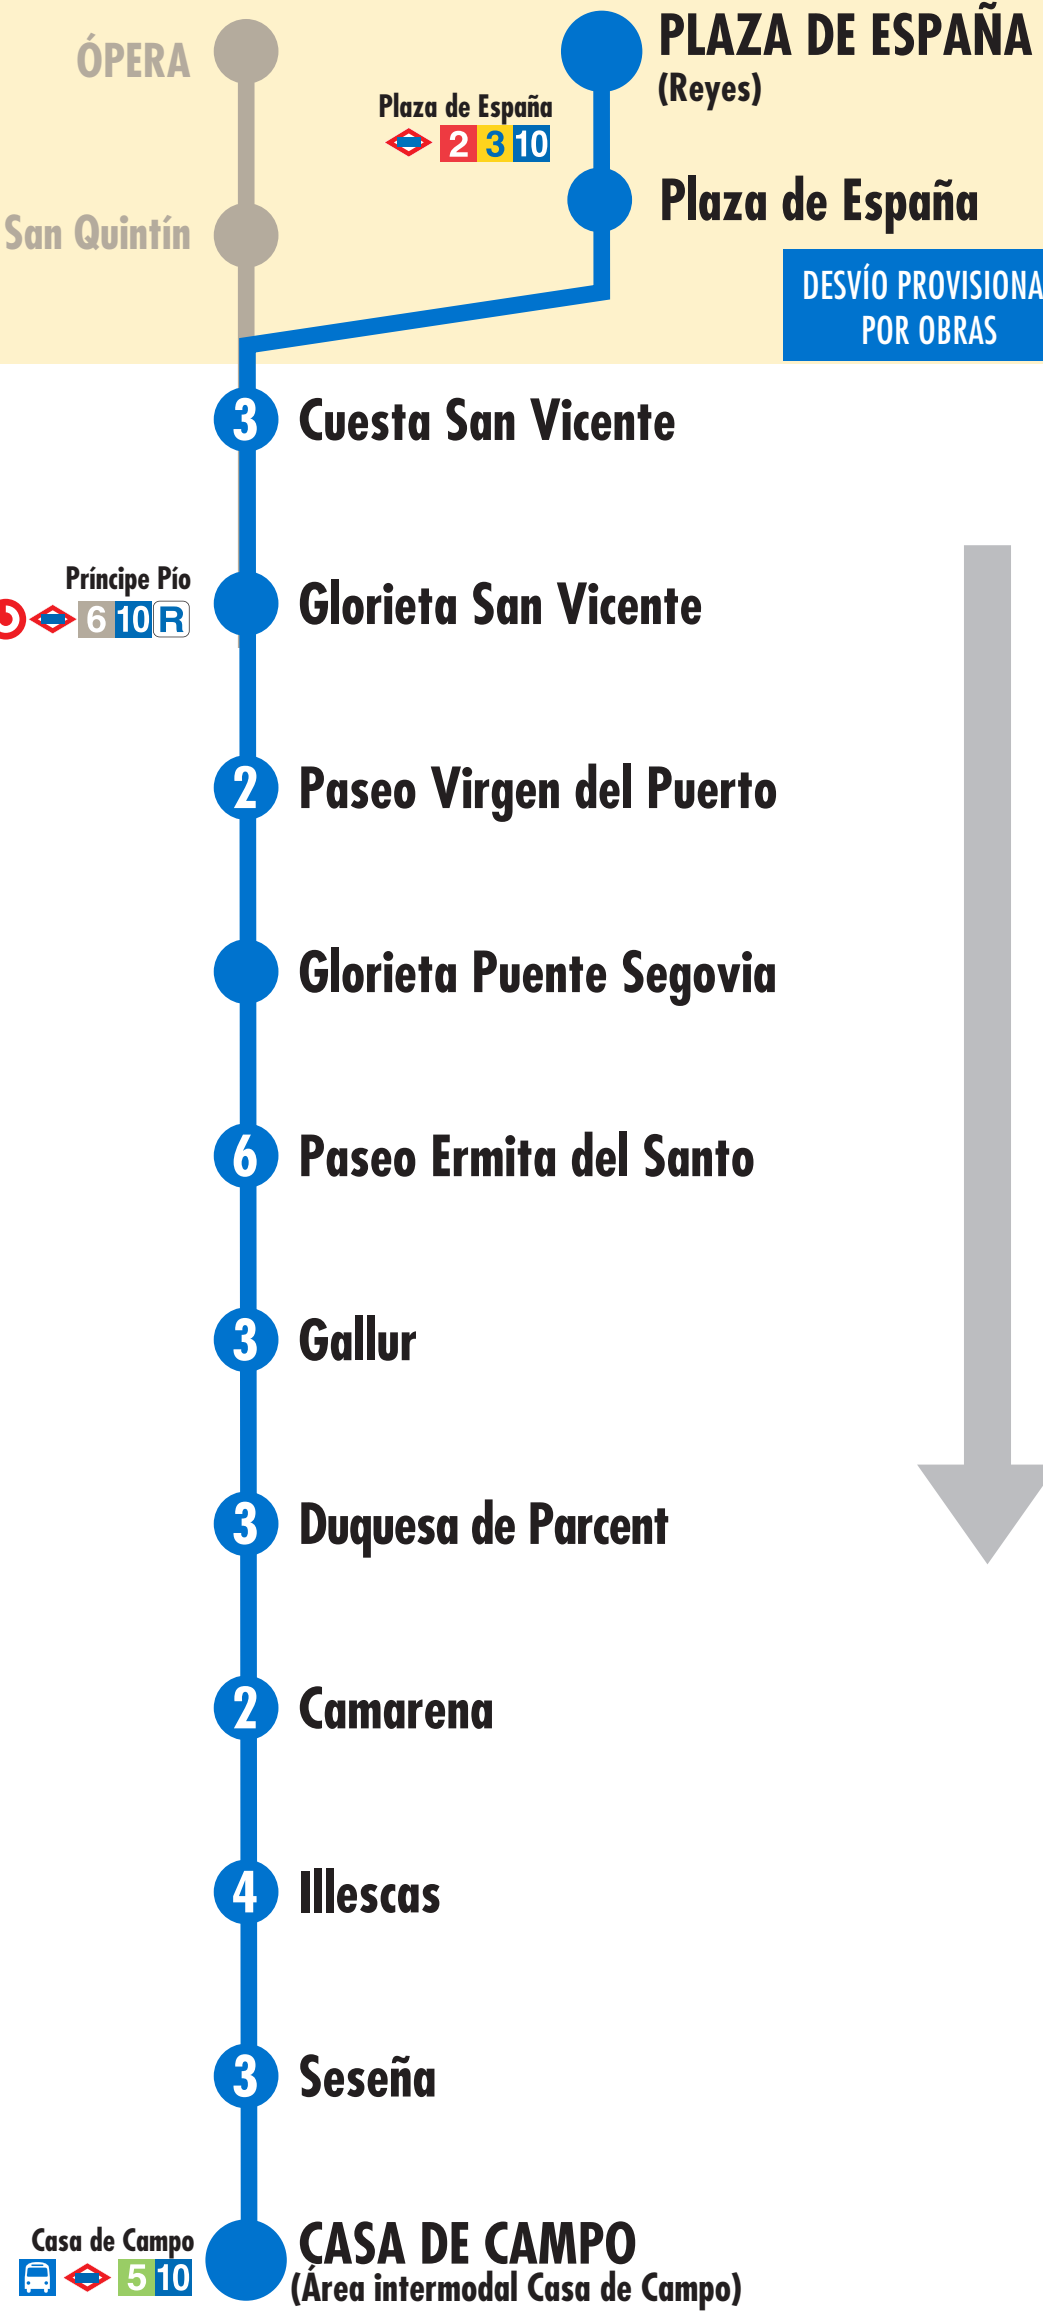 ÓPERA
PLAZA DE ESPAÑA
(Reyes)
Plaza de España
2 3 10
San Quintín
Plaza de España
DESVÍO PROVISIONA
POR OBRAS
3 Cuesta San Vicente
Príncipe Pío
6 10 R
Glorieta San Vicente
2 Paseo Virgen del Puerto
Glorieta Puente Segovia
6 Paseo Ermita del Santo
3 Gallur
3 Duquesa de Parcent
2 Camarena
4 Illescas
3 Seseña
Casa de Campo
5 10
CASA DE CAMPO
(Área intermodal Casa de Campo)